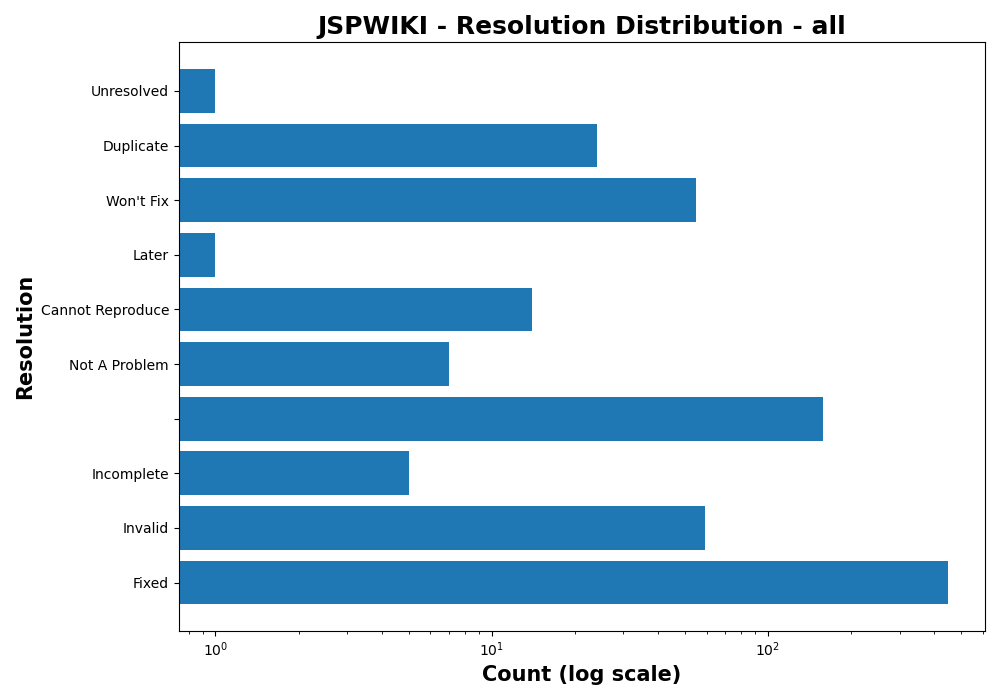 JSPWIKI - Resolution Distribution - all
Unresolved
Duplicate
Won't Fix
Later
Cannot Reproduce
Not A Problem
Incomplete
Invalid
Fixed
Resolution
10⁰ 10¹ 10²
Count (log scale)